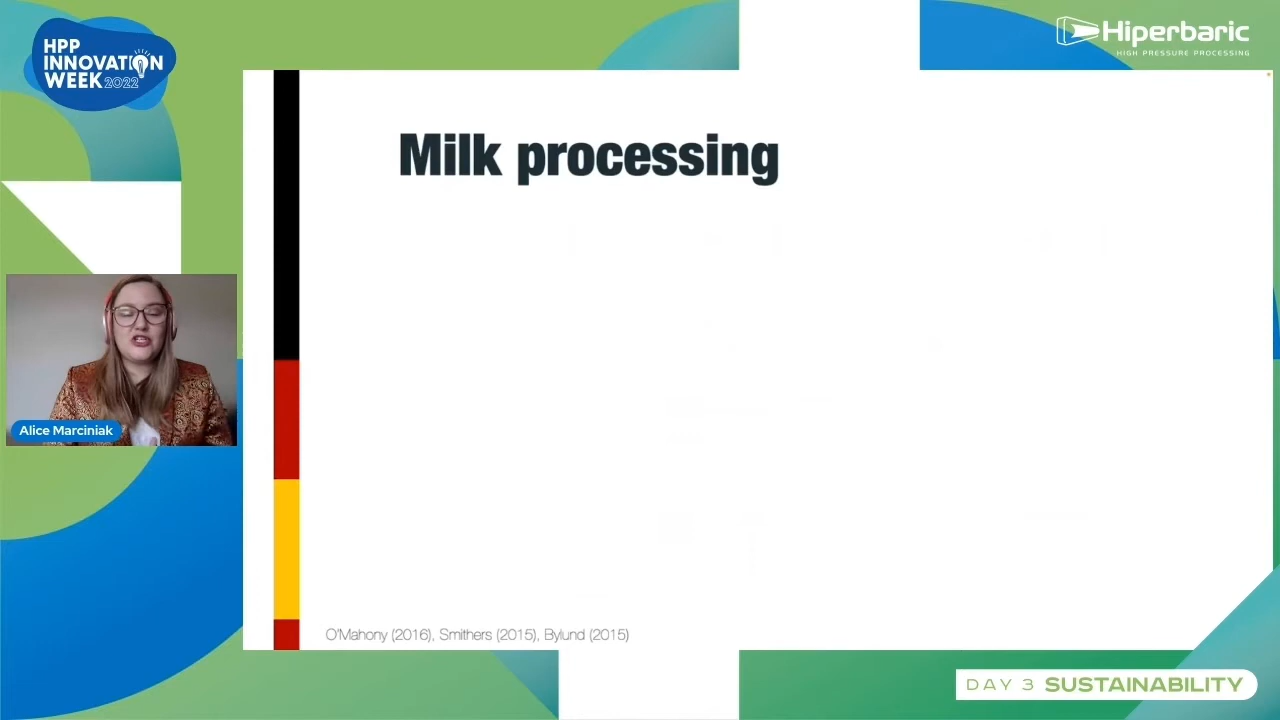 HPP
INNOVATION
WEEK 2022
Hiperbaric
HIGH PRESSURE PROCESSING
Milk processing
Alice Marciniak
O'Mahony (2016), Smithers (2015), Bylund (2015)
DAY 3 SUSTAINABILITY